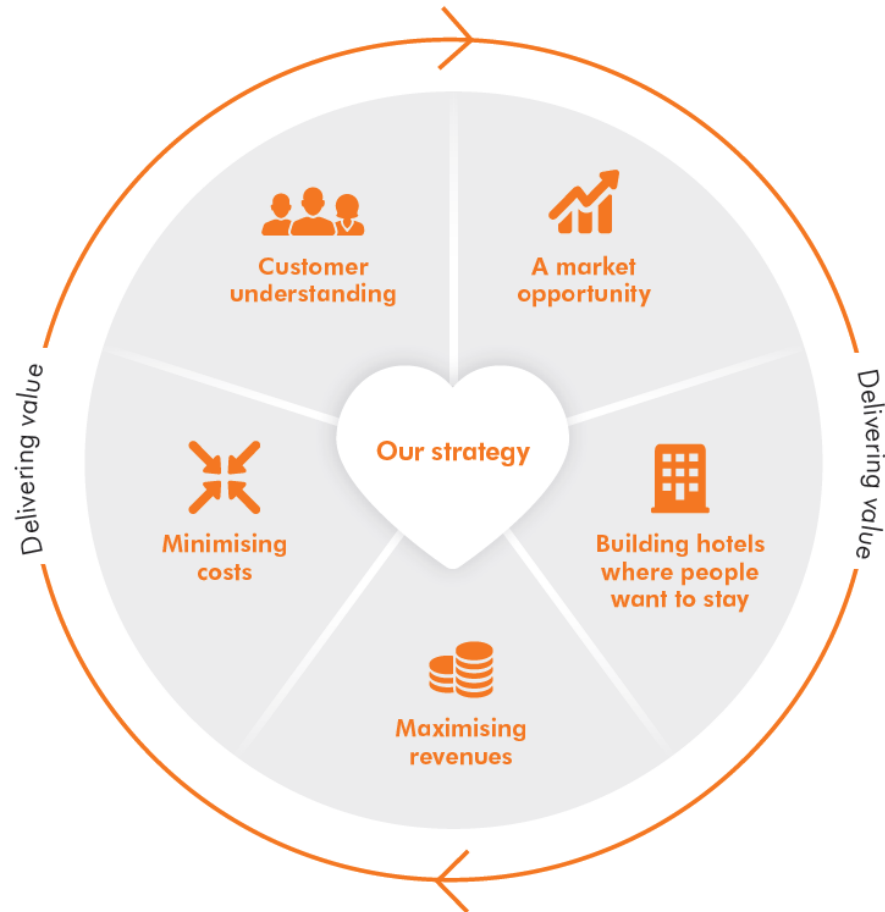 Customer
understanding
A market
opportunity
Delivering value
Our strategy
Delivering value
Minimising
costs
Building hotels
where people
want to stay
Maximising
revenues